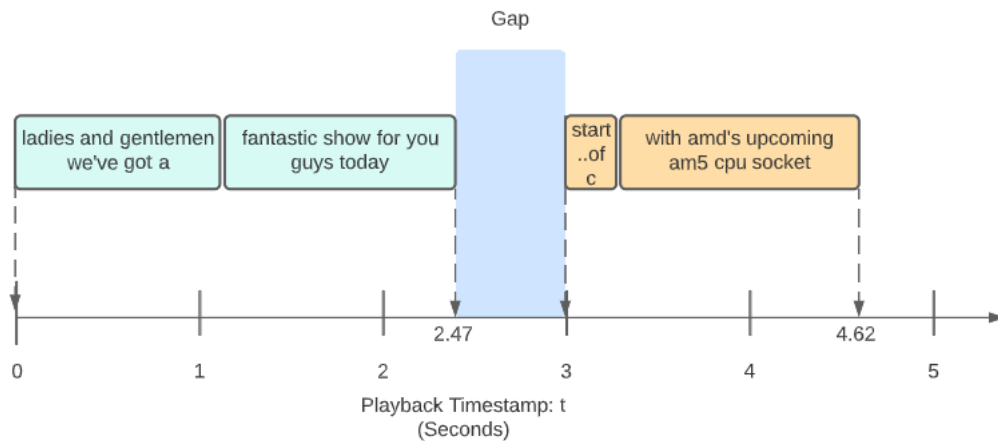 Gap
ladies and gentlemen
we've got a
fantastic show for you
guys today
start
..of
c
with amd's upcoming
am5 cpu socket
2.47
4.62
0
1
2
3
4
5
Playback Timestamp: t
(Seconds)